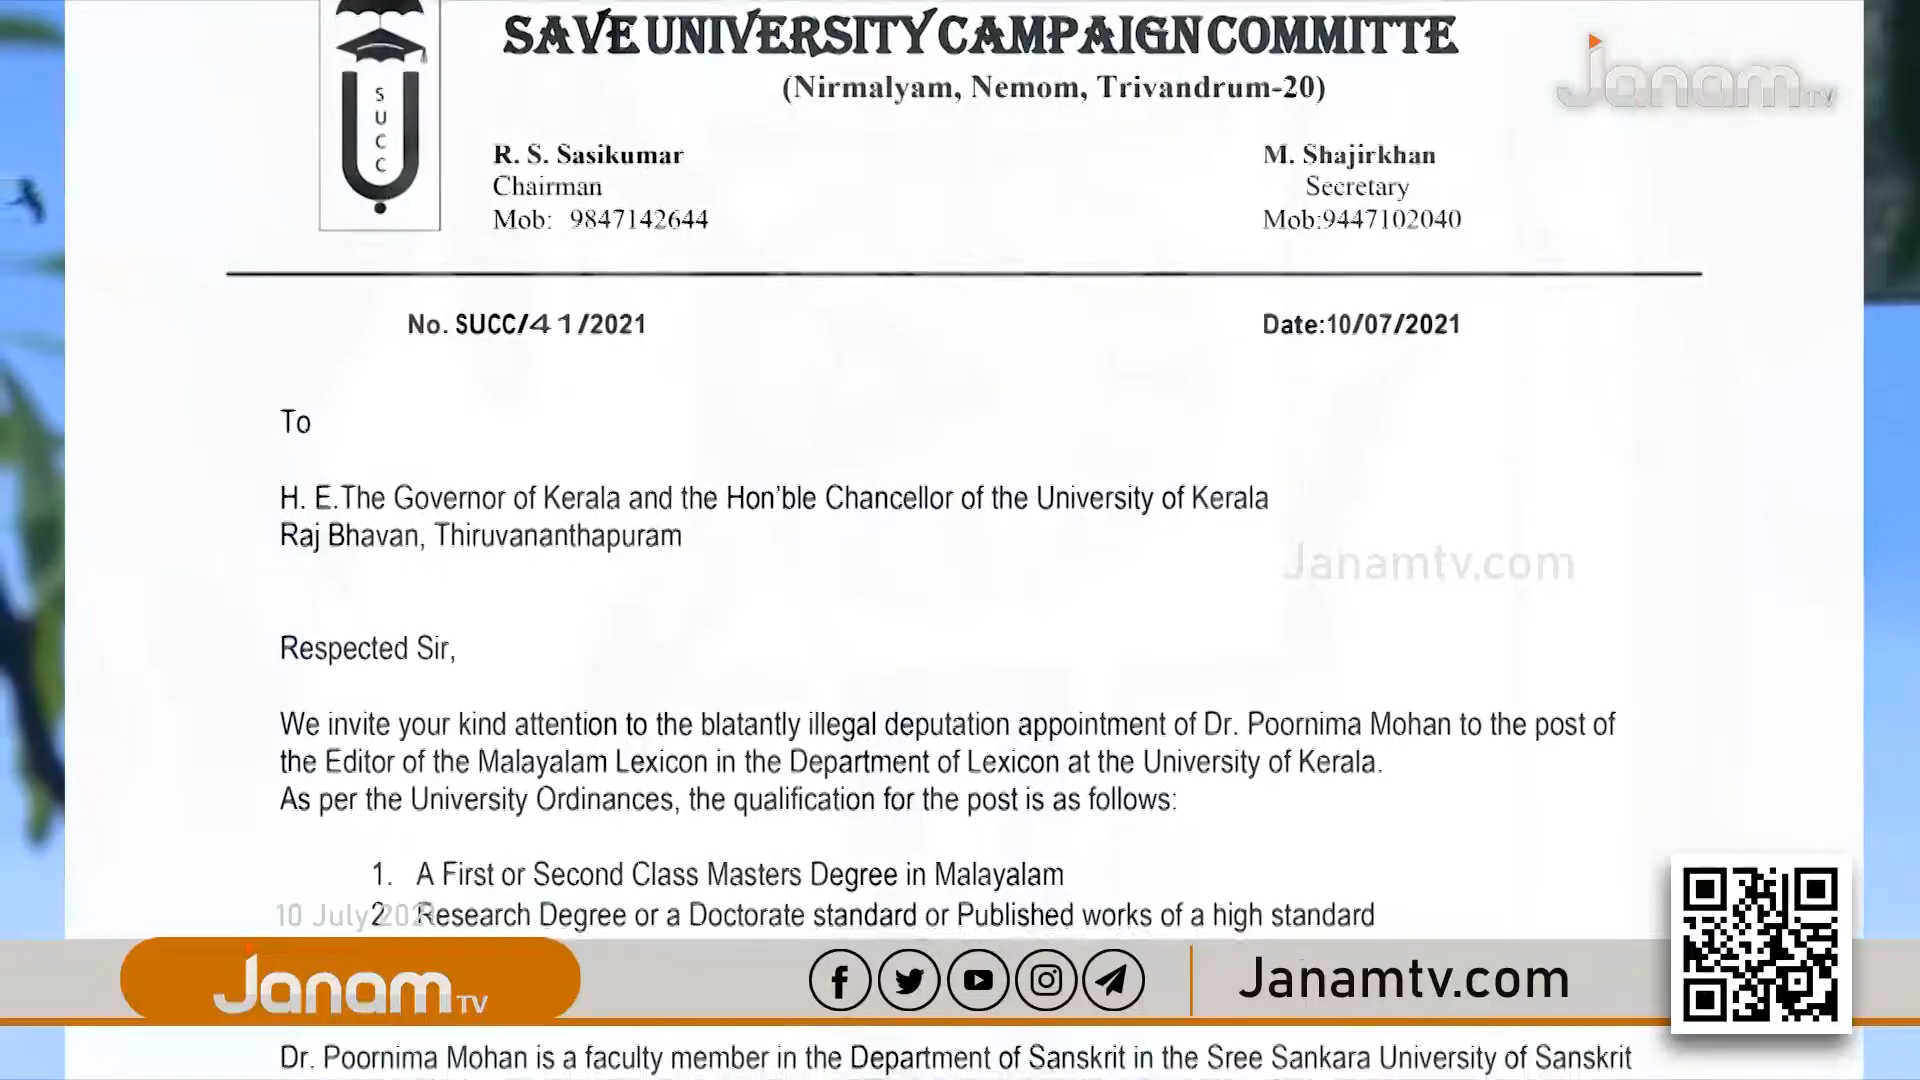 SAVE UNIVERSITY CAMPAIGN COMMITTE
(Nirmalyam, Nemom, Trivandrum-20)
Janam TV
S
U
C
C
R. S. Sasikumar
Chairman
Mob: 9847142644
M. Shajirkhan
Secretary
Mob:9447102040
No. SUCC/41/2021
Date:10/07/2021
To
H. E.The Governor of Kerala and the Hon'ble Chancellor of the University of Kerala
Raj Bhavan, Thiruvananthapuram
Janamtv.com
Respected Sir,
We invite your kind attention to the blatantly illegal deputation appointment of Dr. Poornima Mohan to the post of
the Editor of the Malayalam Lexicon in the Department of Lexicon at the University of Kerala.
As per the University Ordinances, the qualification for the post is as follows:
1. A First or Second Class Masters Degree in Malayalam
2 Research Degree or a Doctorate standard or Published works of a high standard
10 July
Janam TV
Janamtv.com
Dr. Poornima Mohan is a faculty member in the Department of Sanskrit in the Sree Sankara University of Sanskrit